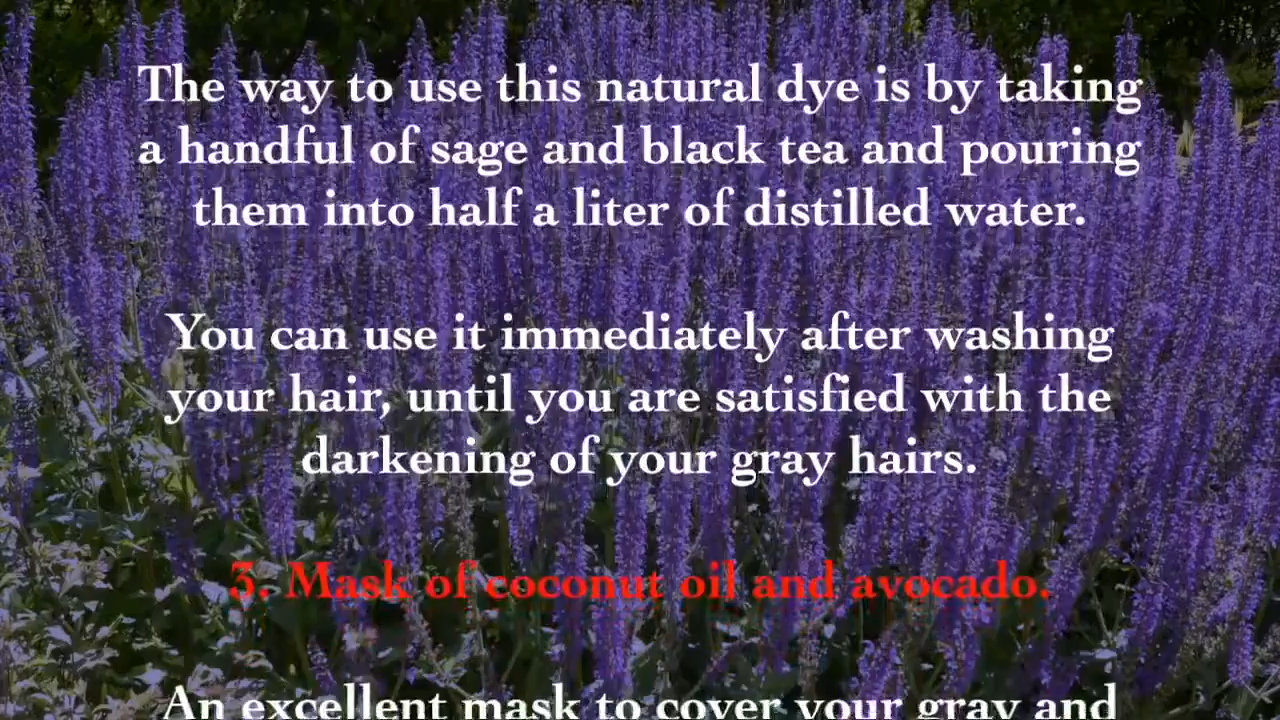 The way to use this natural dye is by taking
a handful of sage and black tea and pouring
them into half a liter of distilled water.
You can use it immediately after washing
your hair, until you are satisfied with the
darkening of your gray hairs.
3. Mask of coconut oil and avocado.
An excellent mask to cover your gray and